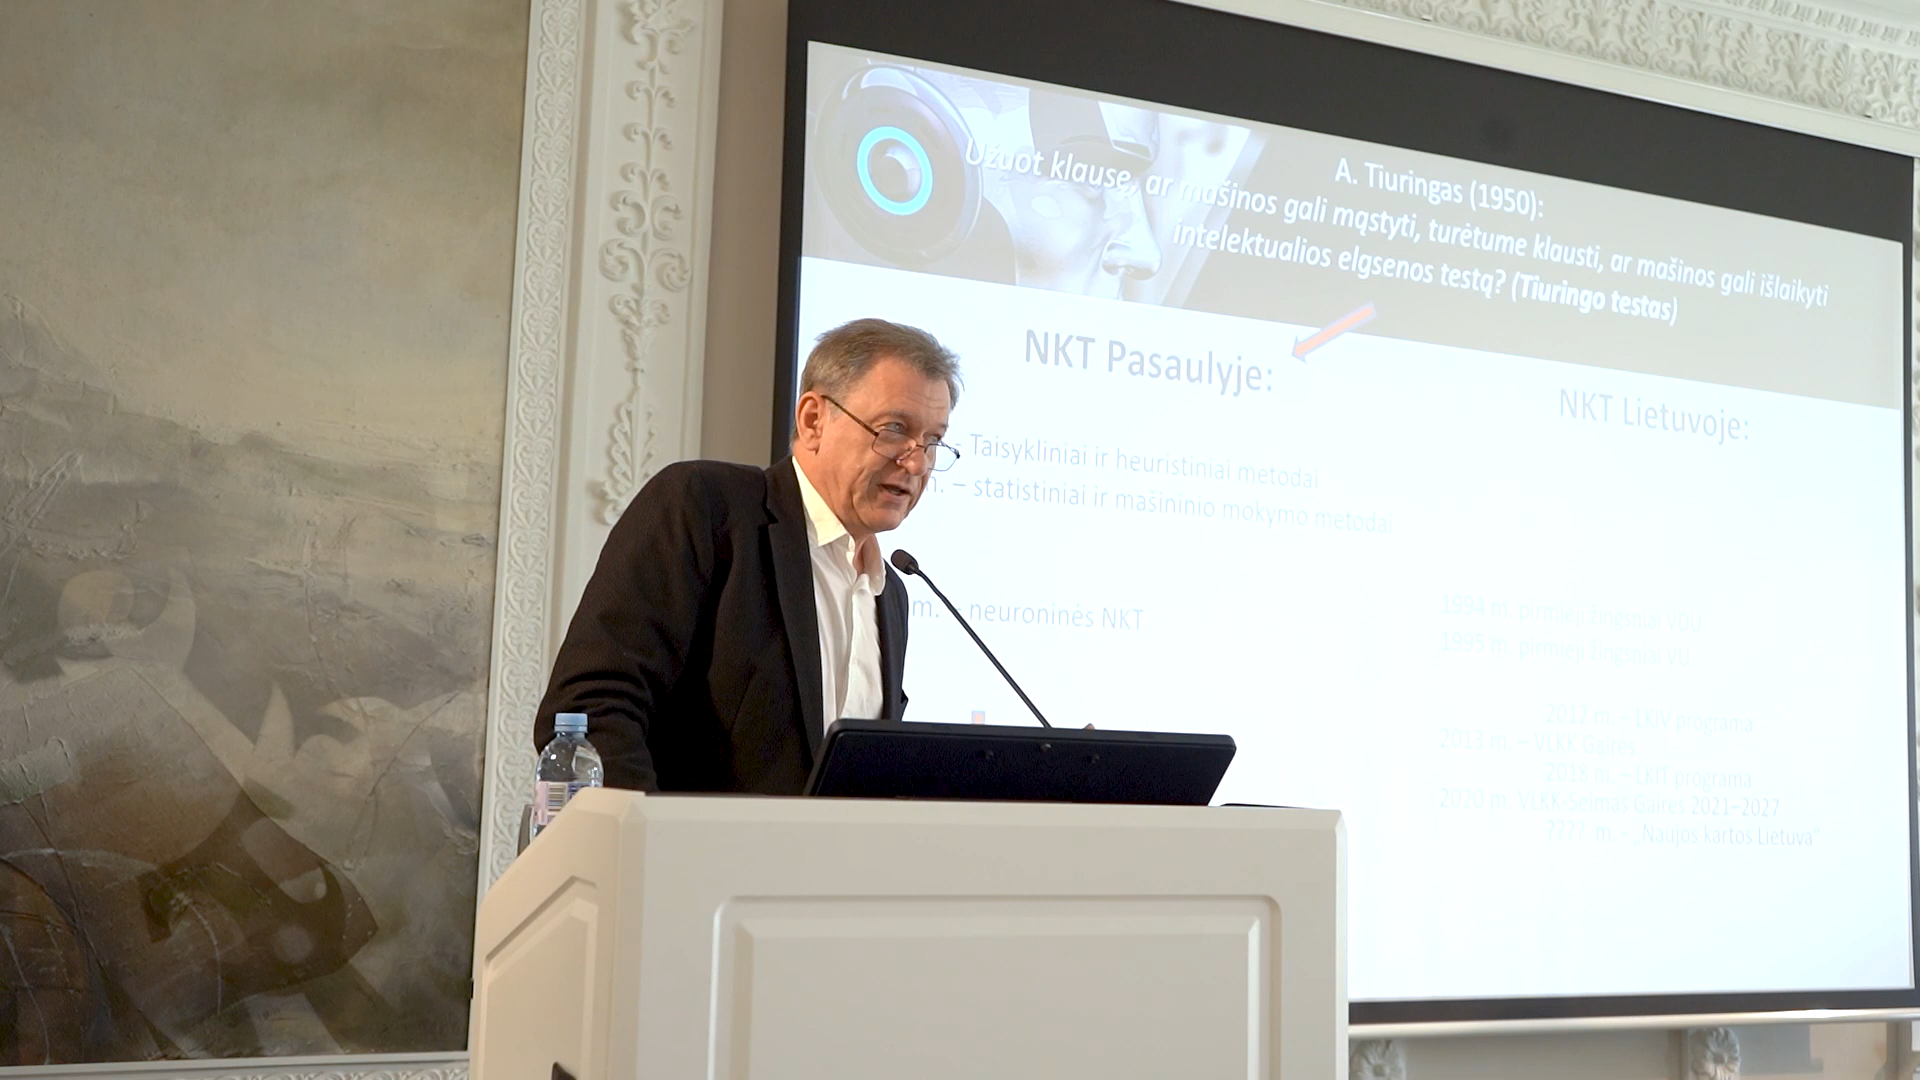 A. Tiuringas (1950):
Užuot klausę, ar mašinos gali mąstyti, turėtume klausti, ar mašinos gali išlaikyti
intelektualios elgsenos testą? (Tiuringo testas)
NKT Pasaulyje:
- Taisykliniai ir heuristiniai metodai
m. – statistiniai ir mašininio mokymo metodai
m. – neuroninės NKT
NKT Lietuvoje:
1994 m. pirmieji žingsniai VDU
1995 m. pirmieji žingsniai VU
2012 m. – LKIV programa
2013 m. – VLKK Gairės
2018 m. – LKIT programa
2020 m. VLKK-Seimas Gairės 2021–2027
???? m. - „Naujos kartos Lietuva"